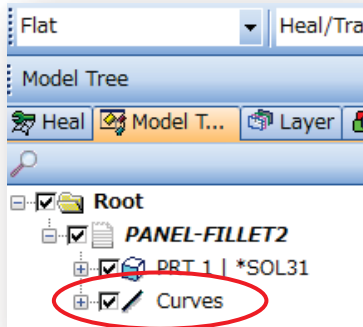 Flat Heal/Tra
Model Tree
Heal Model T... Layer
Root
PANEL-FILLET2
PRT 1 | *SOL31
Curves